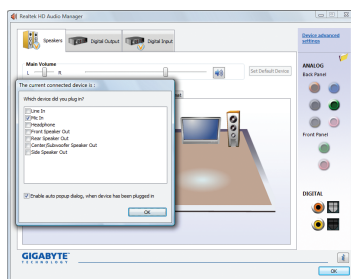 Realtek HD Audio Manager
Speakers
Digital Output
Digital Input
Device advanced settings
Main Volume
L
R
Set Default Device
ANALOG
Back Panel
The current connected device is :
Which device did you plug in?
Line In
Mic In
Headphone
Front Speaker Out
Rear Speaker Out
Center/Subwoofer Speaker Out
Side Speaker Out
Enable auto popup dialog, when device has been plugged in
OK
Front Panel
DIGITAL
GIGABYTE
TECHNOLOGY
OK